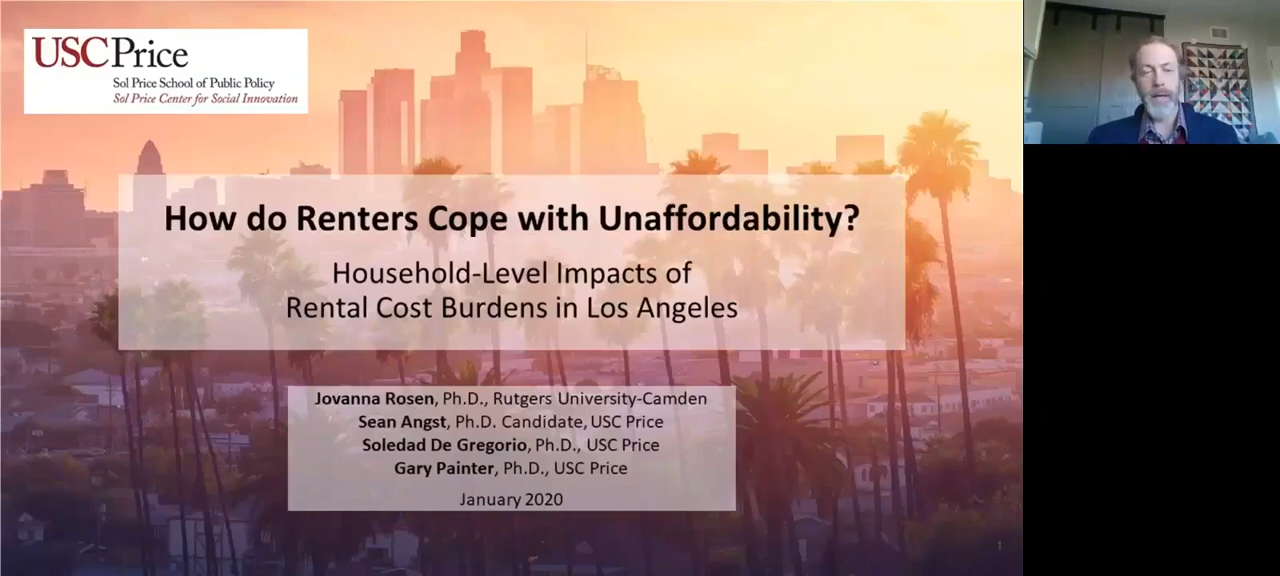 USCPrice
Sol Price School of Public Policy
Sol Price Center for Social Innovation
How do Renters Cope with Unaffordability?
Household-Level Impacts of
Rental Cost Burdens in Los Angeles
Jovanna Rosen, Ph.D., Rutgers University-Camden
Sean Angst, Ph.D. Candidate, USC Price
Soledad De Gregorio, Ph.D., USC Price
Gary Painter, Ph.D., USC Price
January 2020
1